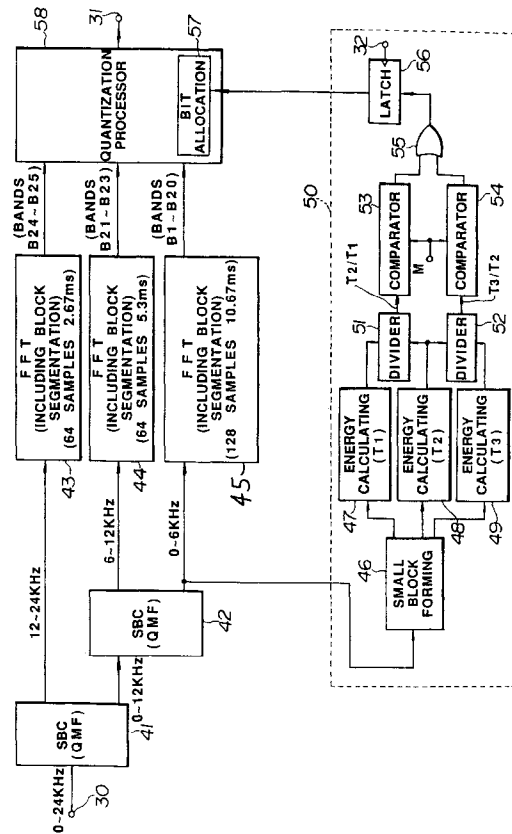 0~24KHz
30
SBC
(QMF)
41
12~24KHz
0~12KHz
SBC
(QMF)
42
6~12KHz
0~6KHz
FFT
(INCLUDING BLOCK
SEGMENTATION)
(64 SAMPLES 2.67ms)
43
FFT
(INCLUDING BLOCK
SEGMENTATION)
(64 SAMPLES 5.3ms)
44
FFT
(INCLUDING BLOCK
SEGMENTATION)
(128 SAMPLES 10.67ms)
45
(BANDS
B24~B25)
(BANDS
B21~B23)
(BANDS
B1~B20)
QUANTIZATION
PROCESSOR
58
31
BIT
ALLOCATION
57
50
SMALL
BLOCK
FORMING
46
ENERGY
CALCULATING
(T1)
47
ENERGY
CALCULATING
(T2)
48
ENERGY
CALCULATING
(T3)
49
DIVIDER
51
DIVIDER
52
T2/T1
T3/T2
COMPARATOR
53
M
COMPARATOR
54
55
LATCH
56
32